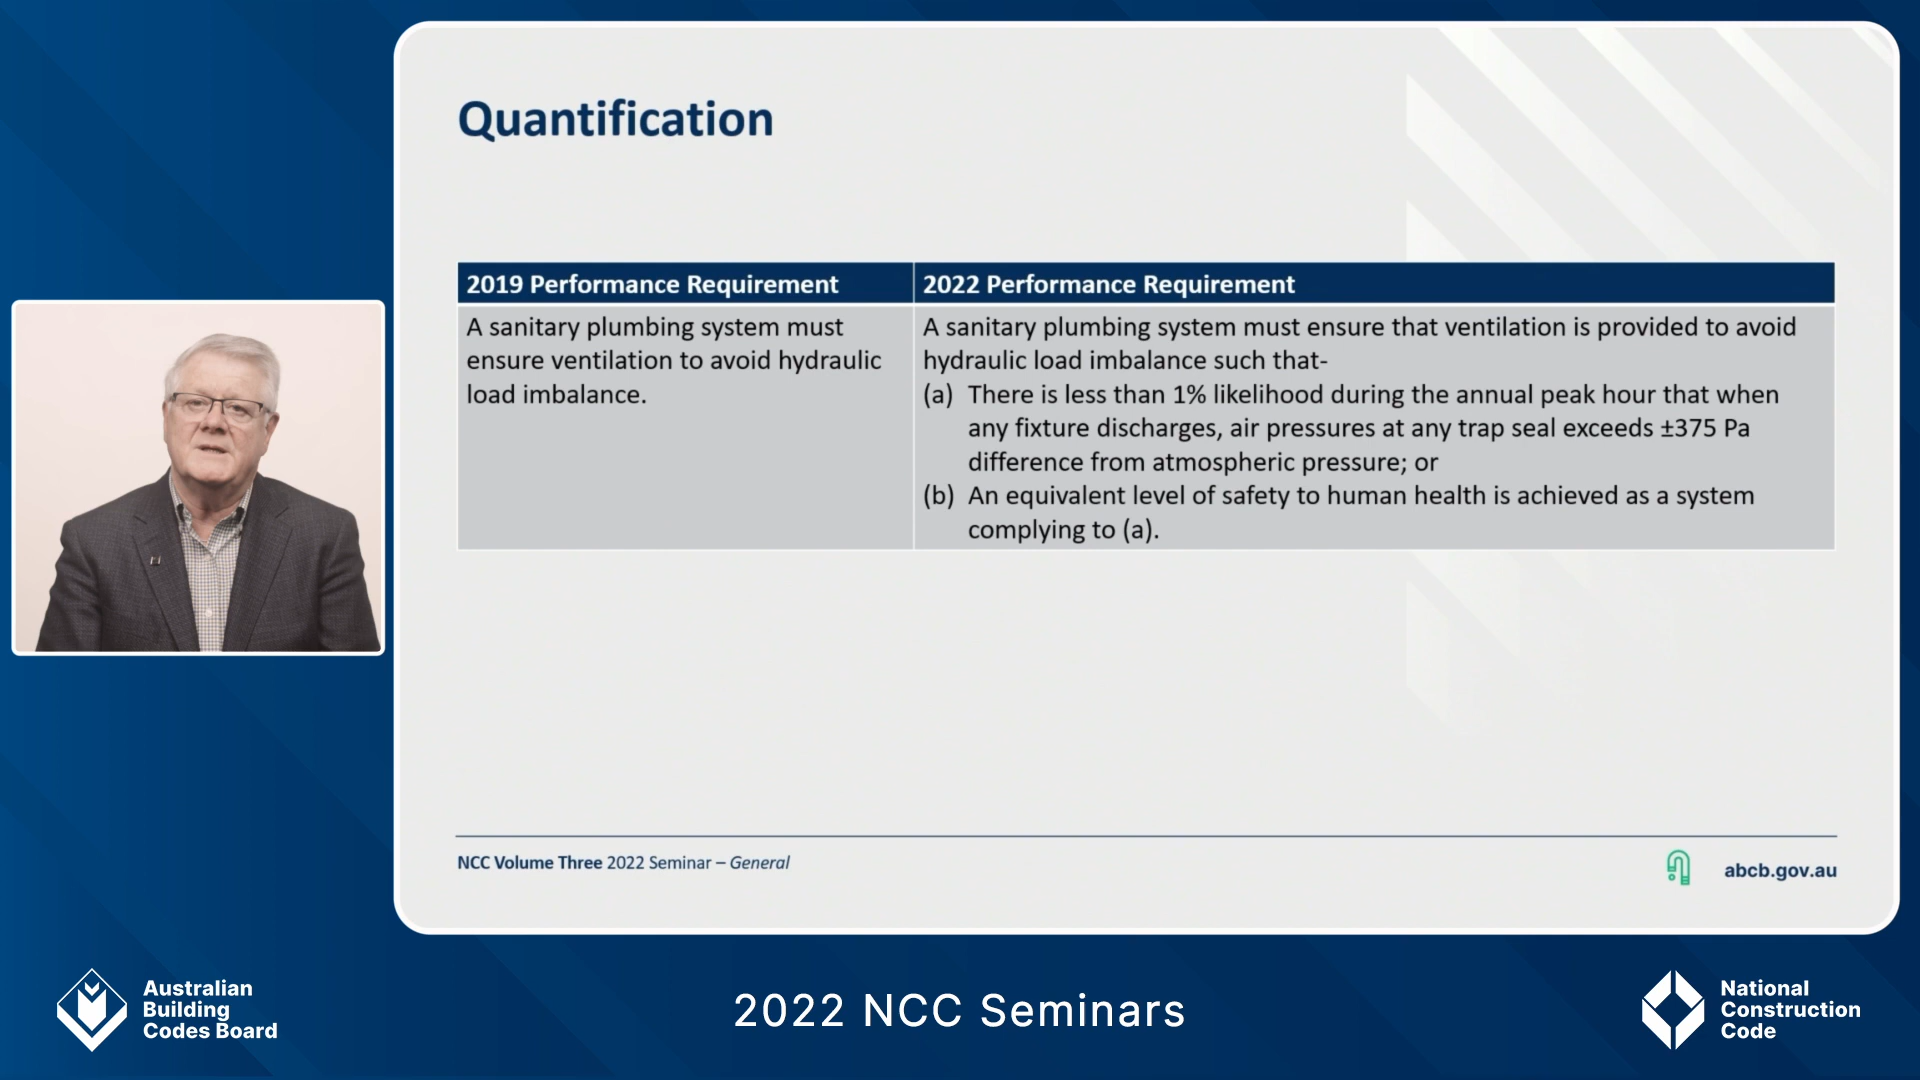 Quantification
2019 Performance Requirement
2022 Performance Requirement
A sanitary plumbing system must
ensure ventilation to avoid hydraulic
load imbalance.
A sanitary plumbing system must ensure that ventilation is provided to avoid
hydraulic load imbalance such that-
(a) There is less than 1% likelihood during the annual peak hour that when
any fixture discharges, air pressures at any trap seal exceeds ±375 Pa
difference from atmospheric pressure; or
(b) An equivalent level of safety to human health is achieved as a system
complying to (a).
NCC Volume Three 2022 Seminar – General
abcb.gov.au
Australian
Building
Codes Board
2022 NCC Seminars
National
Construction
Code